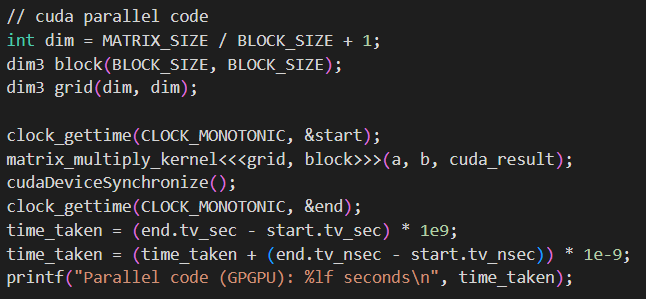 // cuda parallel code
int dim = MATRIX_SIZE / BLOCK_SIZE + 1;
dim3 block(BLOCK_SIZE, BLOCK_SIZE);
dim3 grid(dim, dim);

clock_gettime(CLOCK_MONOTONIC, &start);
matrix_multiply_kernel<<<grid, block>>>(a, b, cuda_result);
cudaDeviceSynchronize();
clock_gettime(CLOCK_MONOTONIC, &end);
time_taken = (end.tv_sec - start.tv_sec) * 1e9;
time_taken = (time_taken + (end.tv_nsec - start.tv_nsec)) * 1e-9;
printf("Parallel code (GPGPU): %lf seconds\n", time_taken);